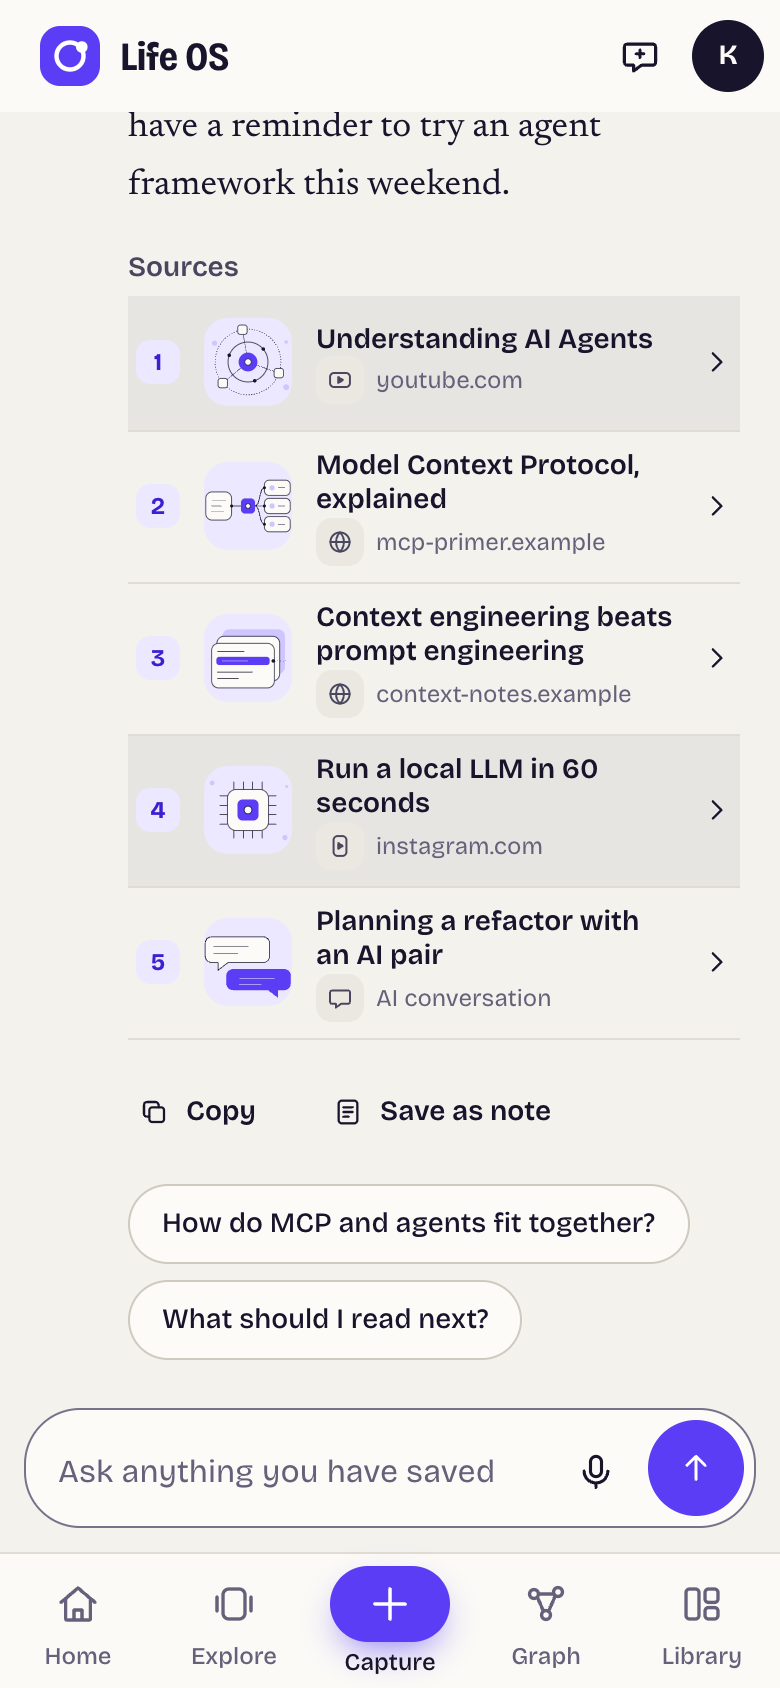 Life OS
K
have a reminder to try an agent
framework this weekend.
Sources
1
Understanding AI Agents
youtube.com
2
Model Context Protocol,
explained
mcp-primer.example
3
Context engineering beats
prompt engineering
context-notes.example
4
Run a local LLM in 60
seconds
instagram.com
5
Planning a refactor with
an AI pair
AI conversation
Copy
Save as note
How do MCP and agents fit together?
What should I read next?
Ask anything you have saved
Home
Explore
Capture
Graph
Library